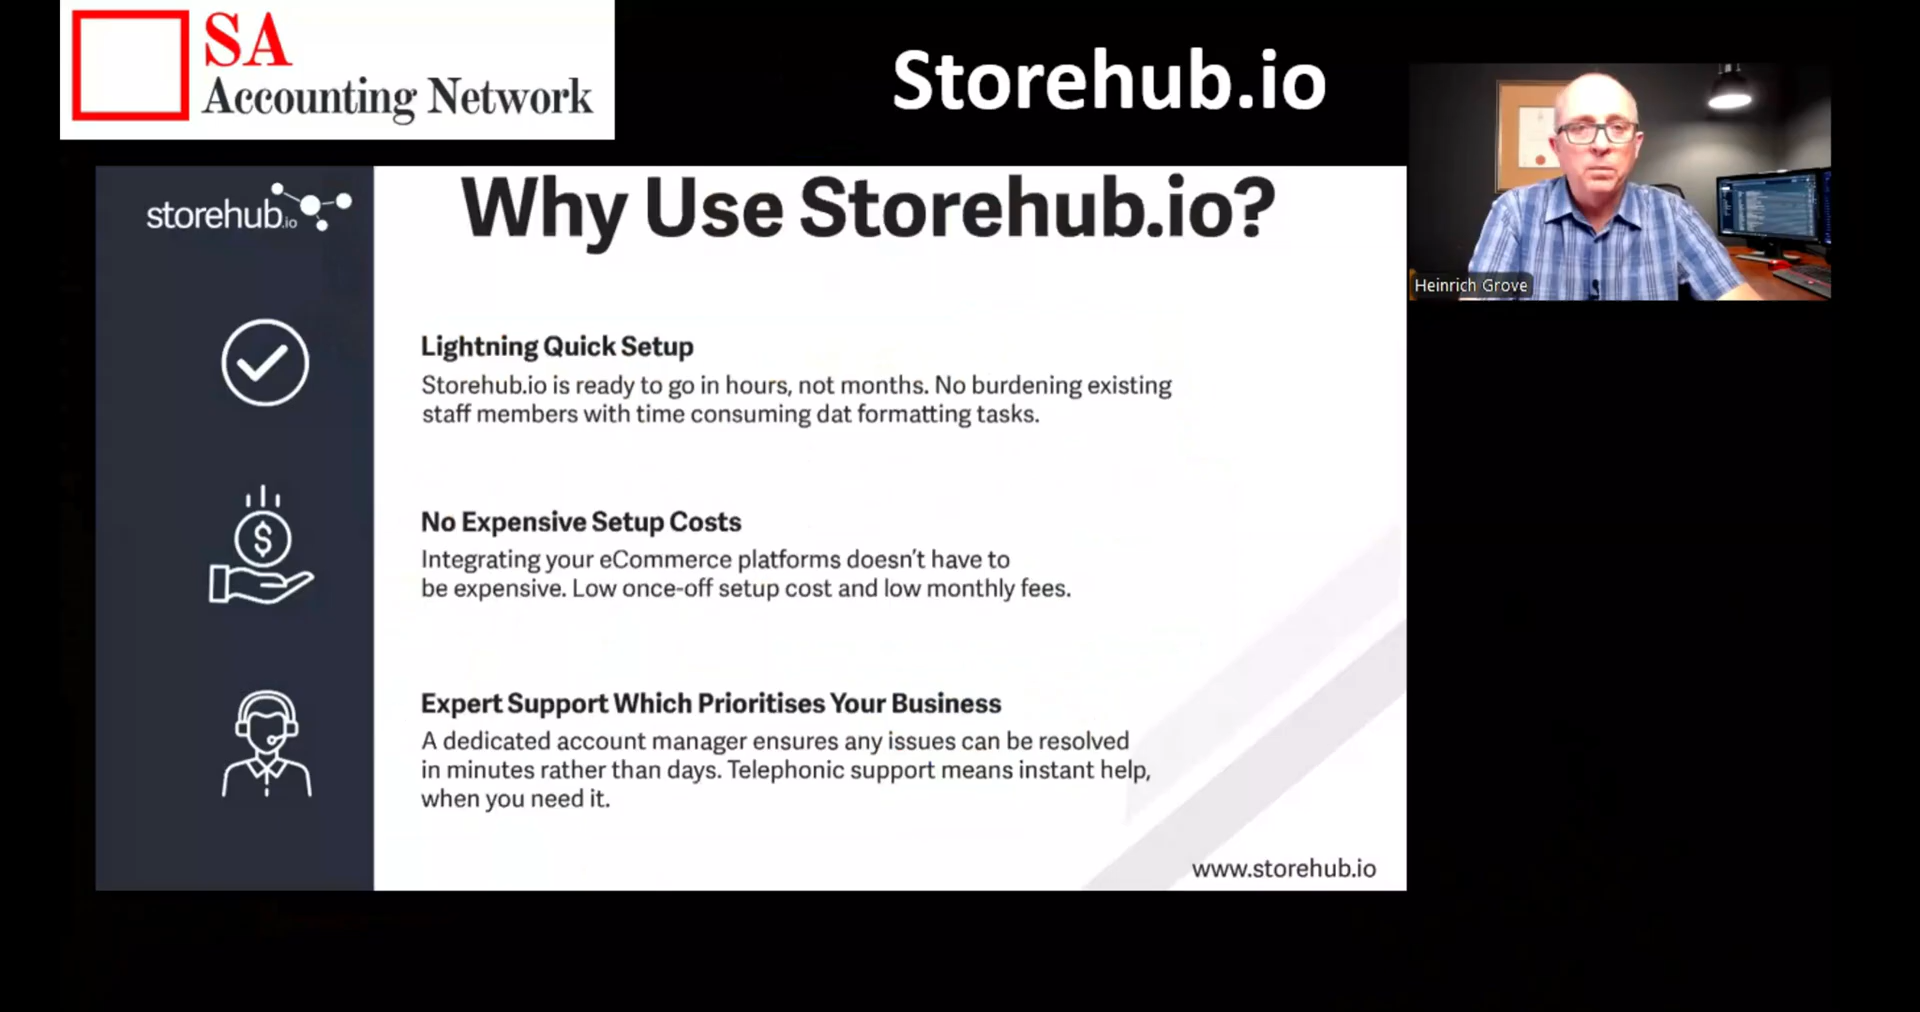 SA
Accounting Network
Storehub.io
storehub.io
Why Use Storehub.io?
Heinrich Grove
Lightning Quick Setup
Storehub.io is ready to go in hours, not months. No burdening existing
staff members with time consuming dat formatting tasks.
$
No Expensive Setup Costs
Integrating your eCommerce platforms doesn't have to
be expensive. Low once-off setup cost and low monthly fees.
Expert Support Which Prioritises Your Business
A dedicated account manager ensures any issues can be resolved
in minutes rather than days. Telephonic support means instant help,
when you need it.
www.storehub.io